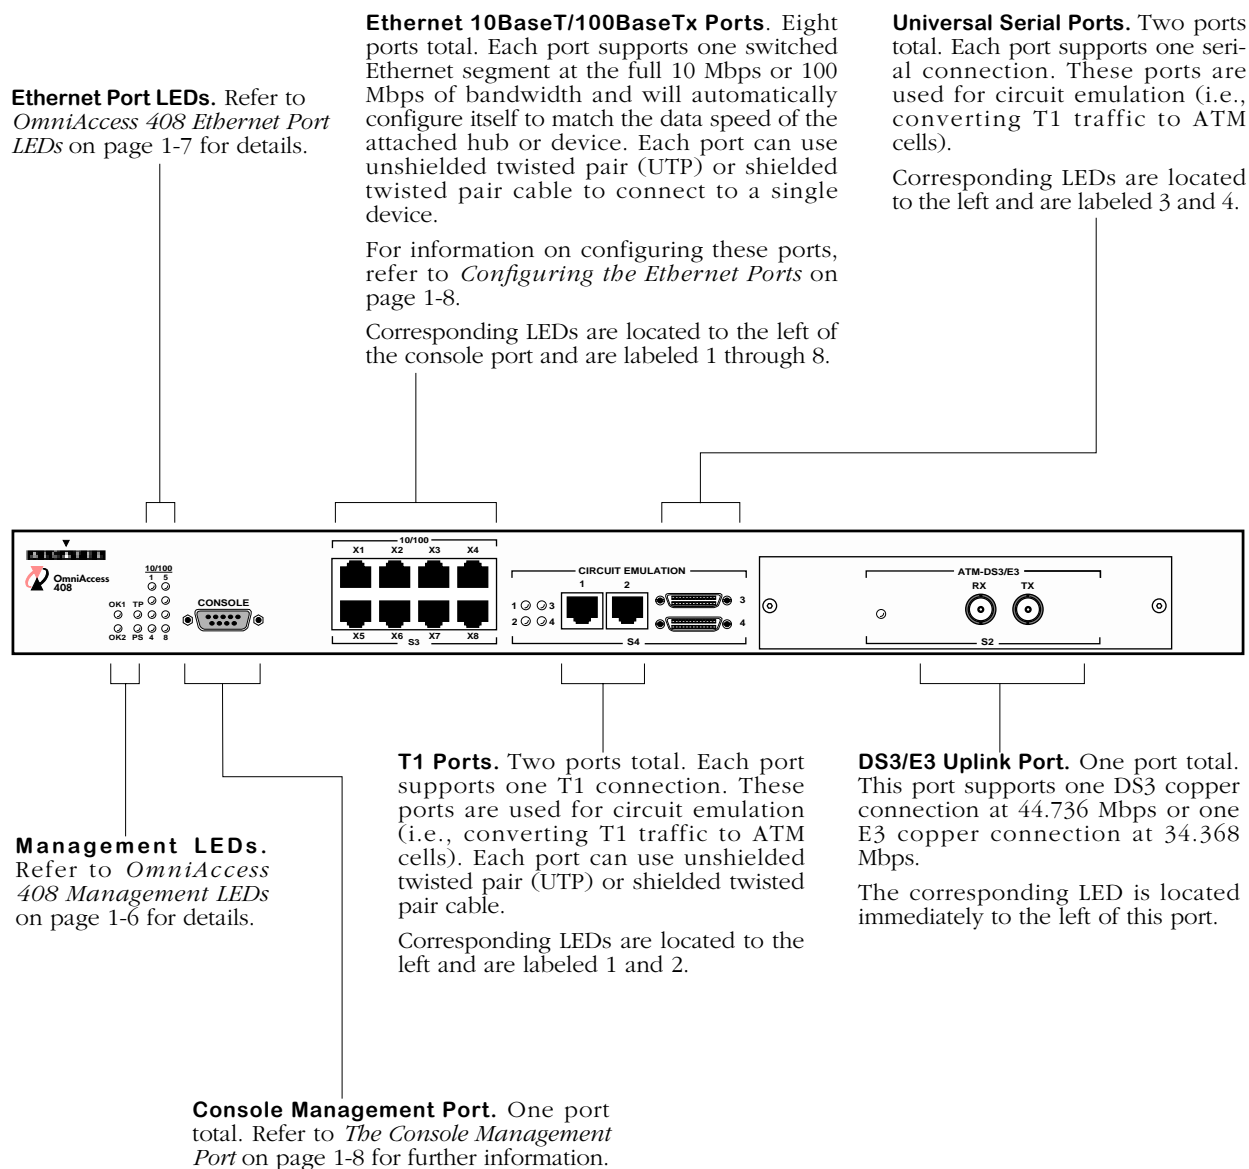 Ethernet Port LEDs. Refer to
OmniAccess 408 Ethernet Port
LEDs on page 1-7 for details.
Ethernet 10BaseT/100BaseTx Ports. Eight
ports total. Each port supports one switched
Ethernet segment at the full 10 Mbps or 100
Mbps of bandwidth and will automatically
configure itself to match the data speed of the
attached hub or device. Each port can use
unshielded twisted pair (UTP) or shielded
twisted pair cable to connect to a single
device.
For information on configuring these ports,
refer to Configuring the Ethernet Ports on
page 1-8.
Corresponding LEDs are located to the left of
the console port and are labeled 1 through 8.
Universal Serial Ports. Two ports
total. Each port supports one seri-
al connection. These ports are
used for circuit emulation (i.e.,
converting T1 traffic to ATM
cells).
Corresponding LEDs are located
to the left and are labeled 3 and 4.
OmniAccess
408
10/100
1 5
OK1 TP
OK2 PS 4 8
CONSOLE
10/100
X1 X2 X3 X4
X5 X6 X7 X8
S3
CIRCUIT EMULATION
1 2
1 3
2 4
3
4
S4
ATM-DS3/E3
RX TX
S2
Management LEDs.
Refer to OmniAccess
408 Management LEDs
on page 1-6 for details.
T1 Ports. Two ports total. Each port
supports one T1 connection. These
ports are used for circuit emulation
(i.e., converting T1 traffic to ATM
cells). Each port can use unshielded
twisted pair (UTP) or shielded twisted
pair cable.
Corresponding LEDs are located to the
left and are labeled 1 and 2.
DS3/E3 Uplink Port. One port total.
This port supports one DS3 copper
connection at 44.736 Mbps or one
E3 copper connection at 34.368
Mbps.
The corresponding LED is located
immediately to the left of this port.
Console Management Port. One port
total. Refer to The Console Management
Port on page 1-8 for further information.